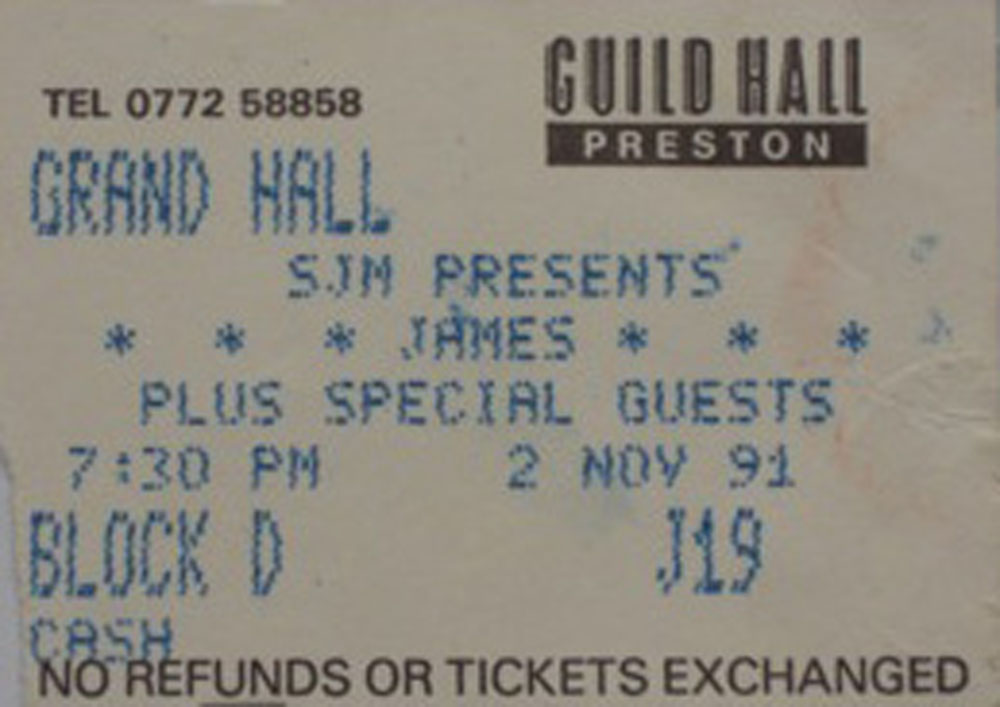 GUILD HALL
PRESTON
TEL 0772 58858
GRAND HALL
SJM PRESENTS
* * * JAMES * * *
PLUS SPECIAL GUESTS
7:30 PM 2 NOV 91
BLOCK D J19
CASH
NO REFUNDS OR TICKETS EXCHANGED